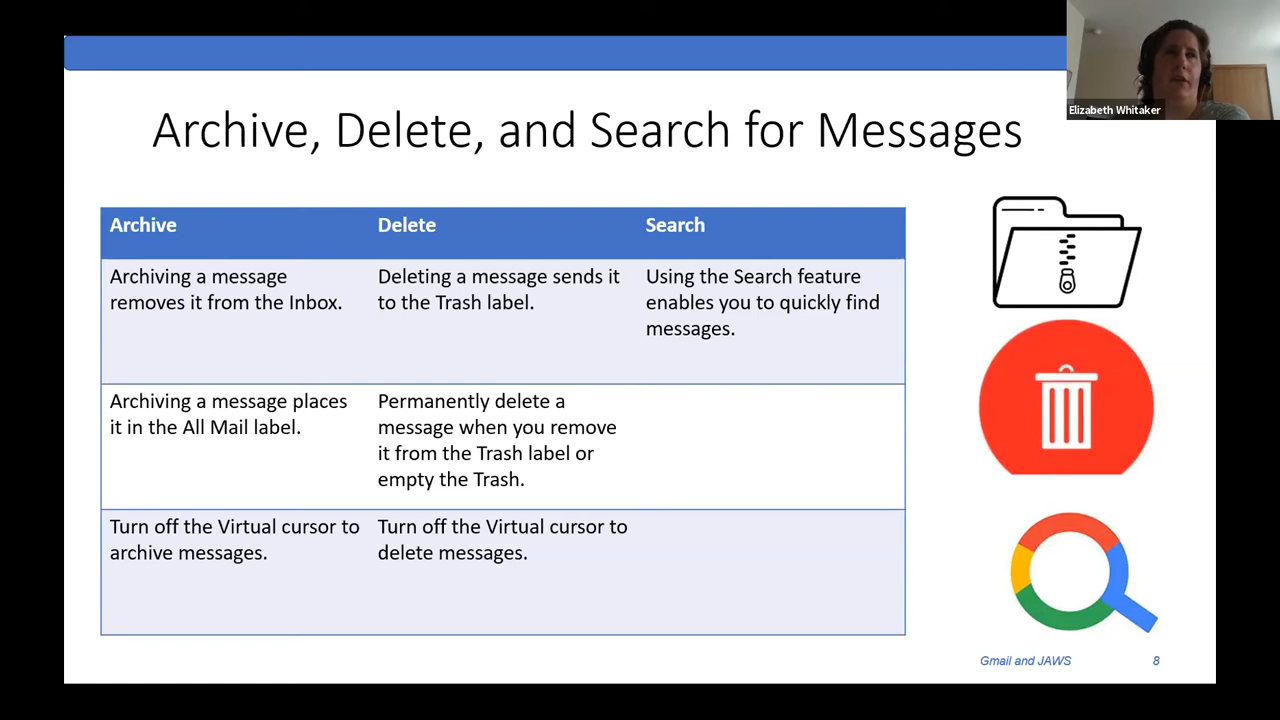 Elizabeth Whitaker
Archive, Delete, and Search for Messages
Archive
Delete
Search
Archiving a message
removes it from the Inbox.
Deleting a message sends it
to the Trash label.
Using the Search feature
enables you to quickly find
messages.
Archiving a message places
it in the All Mail label.
Permanently delete a
message when you remove
it from the Trash label or
empty the Trash.
Turn off the Virtual cursor to
archive messages.
Turn off the Virtual cursor to
delete messages.
Gmail and JAWS
8